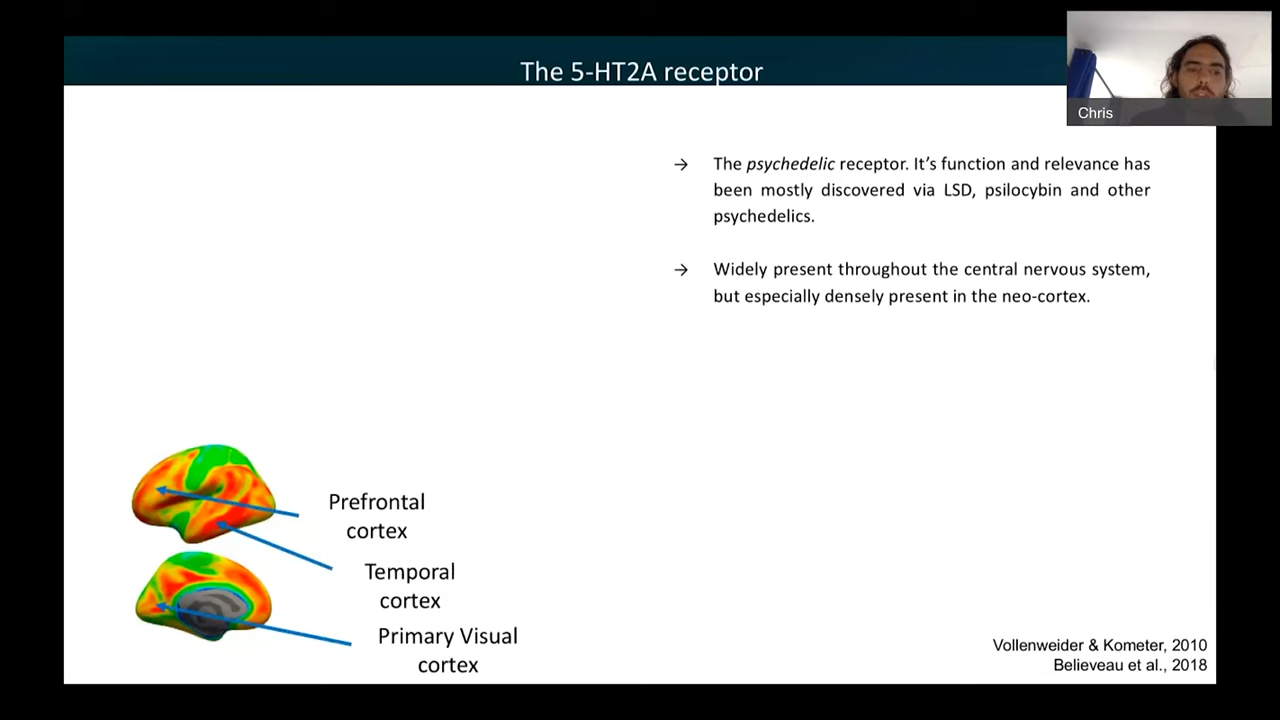 The 5-HT2A receptor
Chris
→ The psychedelic receptor. It's function and relevance has
been mostly discovered via LSD, psilocybin and other
psychedelics.
→ Widely present throughout the central nervous system,
but especially densely present in the neo-cortex.
Prefrontal
cortex
Temporal
cortex
Primary Visual
cortex
Vollenweider & Kometer, 2010
Believeau et al., 2018